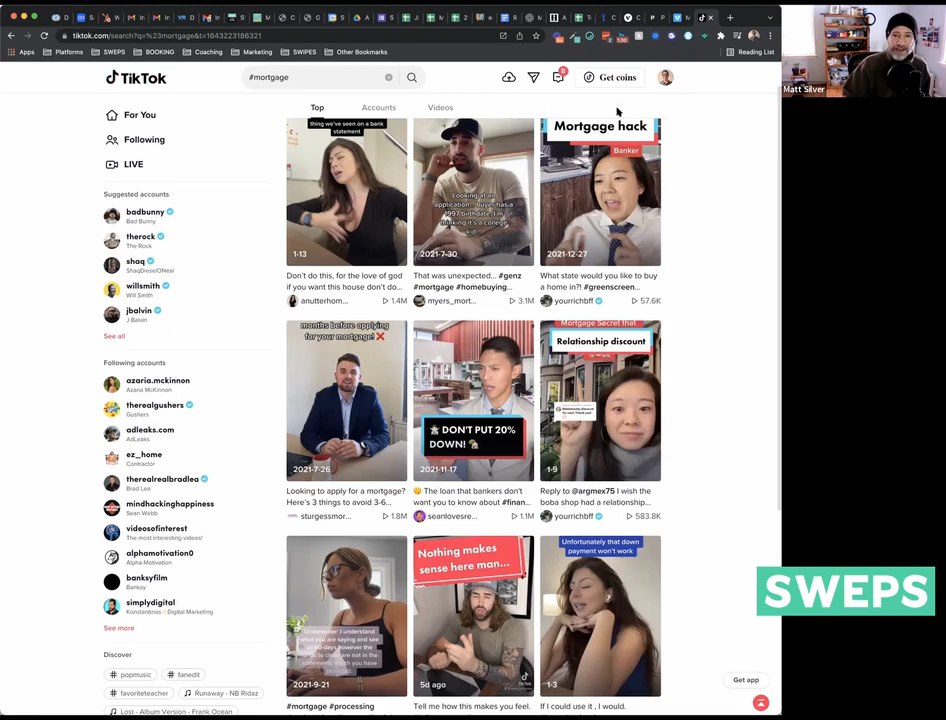 tiktok.com/search?q=%23mortgage&t=1643223186321
Apps
Platforms
SWEPS
BOOKING
Coaching
Marketing
SWIPES
Other Bookmarks
Reading List
TikTok
#mortgage
8
Get coins
Matt Silver
For You
Following
LIVE
Top
Accounts
Videos
Suggested accounts
badbunny
Bad Bunny
therock
The Rock
shaq
ShaqDieselONeal
willsmith
Will Smith
jbalvin
J Balvin
See all
Following accounts
azaria.mckinnon
Azaria McKinnon
therealgushers
Gushers
adleaks.com
AdLeaks
ez_home
Contractor
therealrealbradlea
Brad Lea
mindhackinghappiness
Sean Webb
videosofinterest
The most interesting videos!
alphamotivation0
Alpha Motivation
banksyfilm
Banksy
simplydigital
Konstantinos Digital Marketing
See more
Discover
# popmusic
# fanedit
# favoriteteacher
Runaway - NB Ridaz
Lost - Album Version - Frank Ocean
thing we've seen on a bank
statement
1-13
Don't do this, for the love of god
if you want this house don't do...
anutterhom...
1.4M
Looking at an
application... buyer has a
1997 birthdate. I'm
thinking it's a college
kid
2021-7-30
That was unexpected... #genz
#mortgage #homebuying...
myers_mort...
3.1M
Mortgage hack
Banker
2021-12-27
What state would you like to buy
a home in?! #greenscreen...
yourrichbff
57.6K
months before applying
for your mortgage! ❌
2021-7-26
Looking to apply for a mortgage?
Here's 3 things to avoid 3-6...
sturgessmor...
1.8M
DON'T PUT 20%
DOWN!
2021-11-17
The loan that bankers don't
want you to know about #finan...
seanlovesre...
1.1M
Mortgage Secret that
Relationship discount
1-9
Reply to @argmex75 I wish the
boba shop had a relationship...
yourrichbff
583.8K
Underwriter: I understand
what you are saying and see
2021-9-21
#mortgage #processing
Nothing makes
sense here man...
5d ago
TikTok
Tell me how this makes you feel.
Unfortunately that down
payment won't work
1-3
If I could use it , I would.
SWEPS
Get app